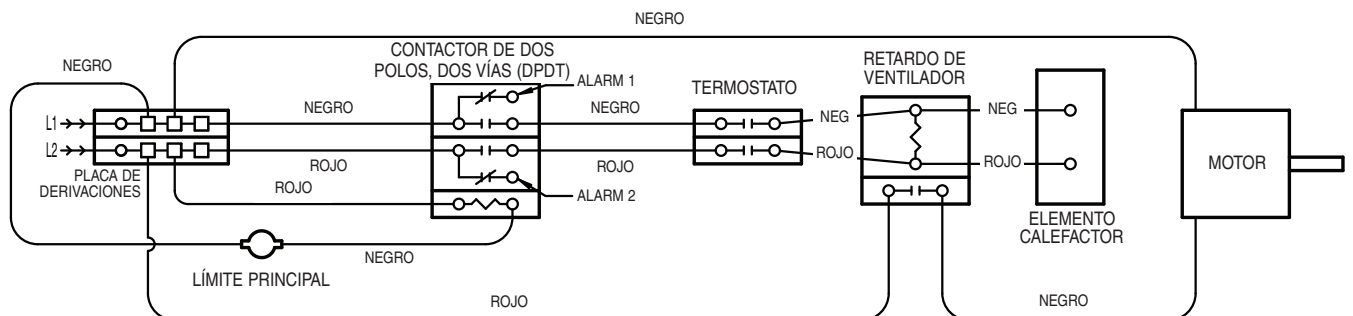 NEGRO
CONTACTOR DE DOS
POLOS, DOS VÍAS (DPDT)
RETARDO DE
VENTILADOR
NEGRO
ALARM 1
TERMOSTATO
NEGRO
NEGRO
NEG
NEG
L1
L2
ROJO
ROJO
ROJO
ROJO
MOTOR
PLACA DE
DERIVACIONES
ROJO
ALARM 2
ELEMENTO
CALEFACTOR
NEGRO
LÍMITE PRINCIPAL
ROJO
NEGRO